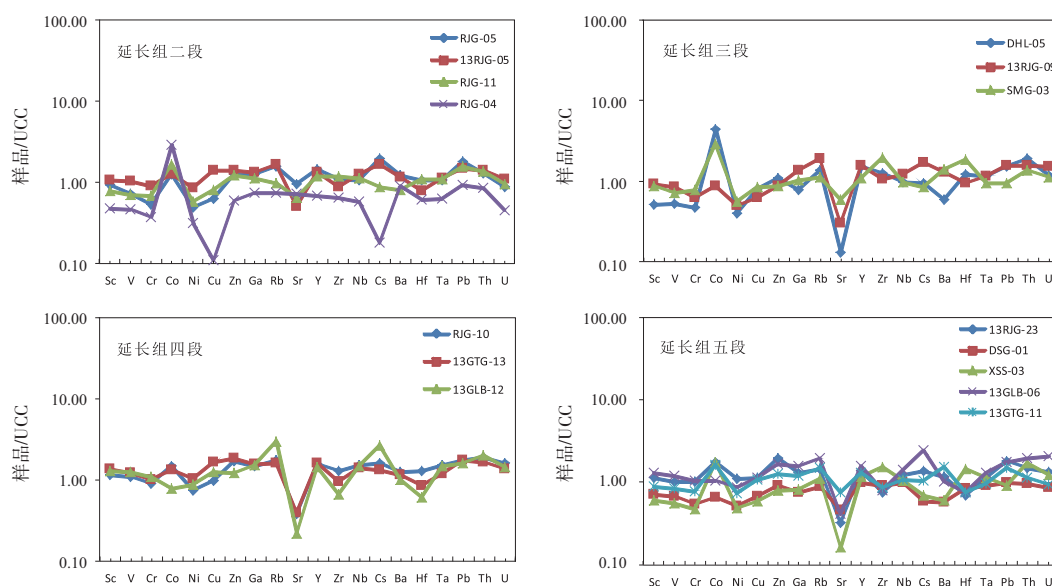 延长组二段
样品/UCC
100.00
10.00
1.00
0.10
RJG-05
13RJG-05
RJG-11
RJG-04
Sc V Cr Co Ni Cu Zn Ga Rb Sr Y Zr Nb Cs Ba Hf Ta Pb Th U
延长组三段
样品/UCC
100.00
10.00
1.00
0.10
DHL-05
13RJG-09
SMG-03
Sc V Cr Co Ni Cu Zn Ga Rb Sr Y Zr Nb Cs Ba Hf Ta Pb Th U
延长组四段
样品/UCC
100.00
10.00
1.00
0.10
RJG-10
13GTG-13
13GLB-12
Sc V Cr Co Ni Cu Zn Ga Rb Sr Y Zr Nb Cs Ba Hf Ta Pb Th U
延长组五段
样品/UCC
100.00
10.00
1.00
0.10
13RJG-23
DSG-01
XSS-03
13GLB-06
13GTG-11
Sc V Cr Co Ni Cu Zn Ga Rb Sr Y Zr Nb Cs Ba Hf Ta Pb Th U